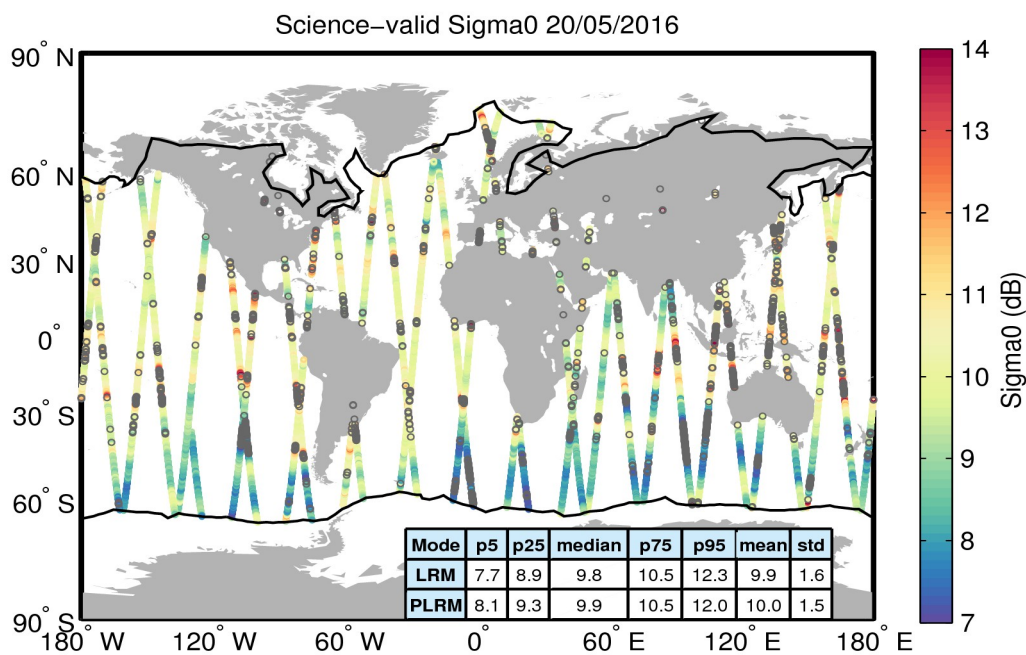 Science−valid Sigma0 20/05/2016
90° N
60° N
30° N
0°
30° S
60° S
90° S
180° W
120° W
60° W
0°
60° E
120° E
180° E
14
13
12
11
10
9
8
7
Sigma0 (dB)
Mode p5 p25 median p75 p95 mean std
LRM 7.7 8.9 9.8 10.5 12.3 9.9 1.6
PLRM 8.1 9.3 9.9 10.5 12.0 10.0 1.5